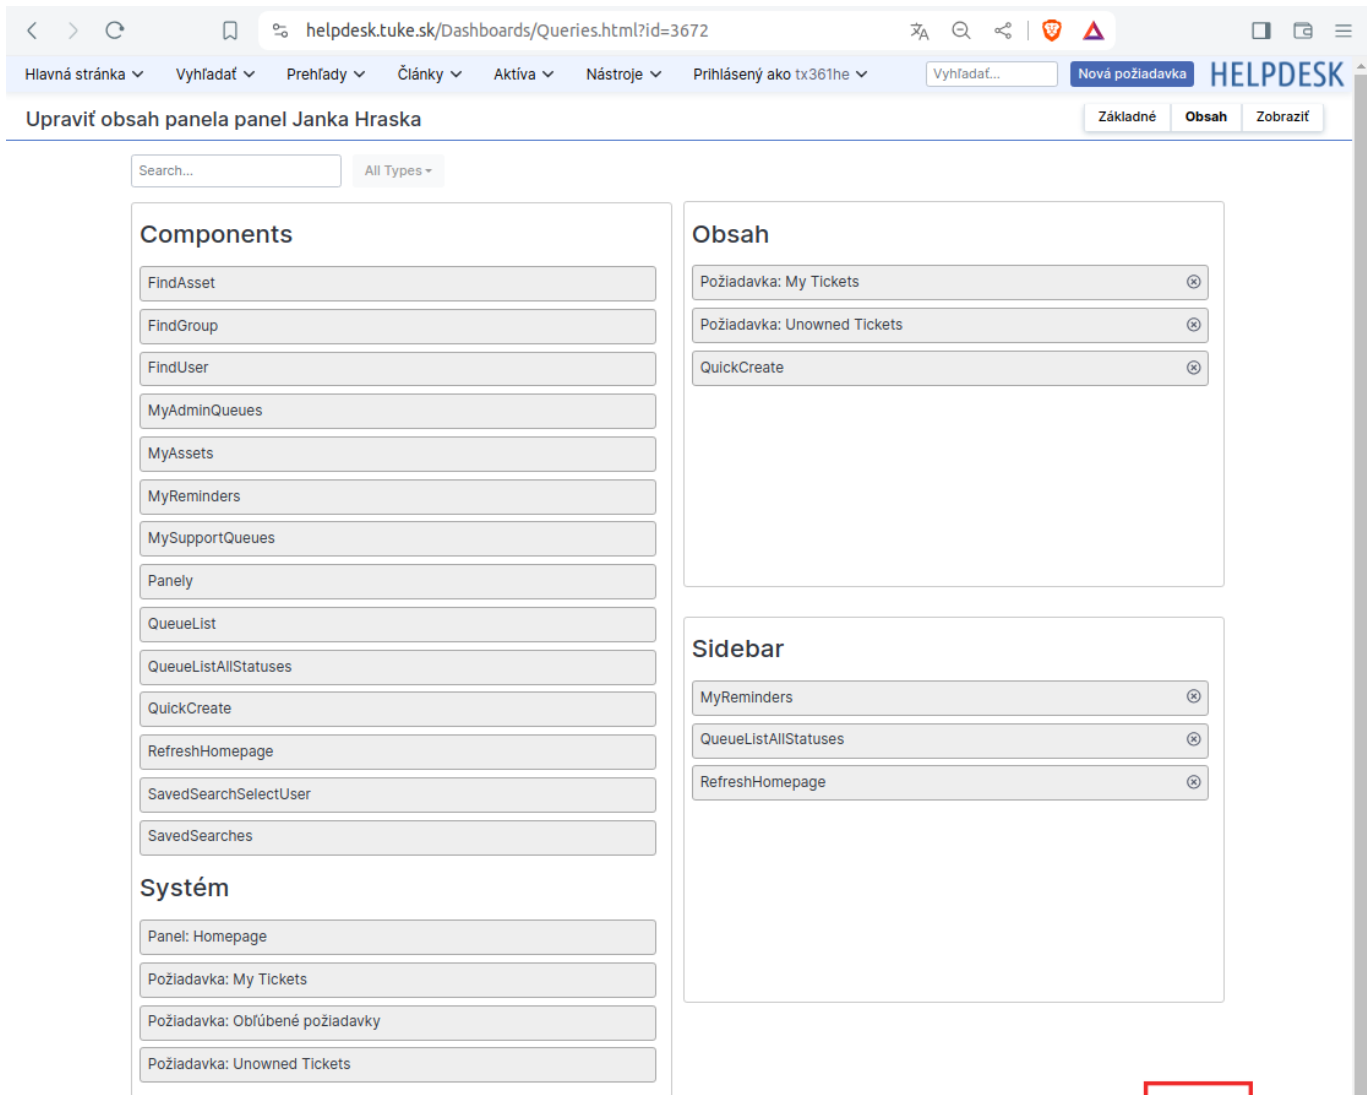 helpdesk.tuke.sk/Dashboards/Queries.html?id=3672
Hlavná stránka Vyhľadať Prehľady Články Aktíva Nástroje Prihlásený ako tx361he Vyhľadať... Nová požiadavka HELPDESK
Upraviť obsah panela panel Janka Hraska Základné Obsah Zobraziť
Search... All Types
Components
FindAsset
FindGroup
FindUser
MyAdminQueues
MyAssets
MyReminders
MySupportQueues
Panely
QueueList
QueueListAllStatuses
QuickCreate
RefreshHomepage
SavedSearchSelectUser
SavedSearches
Systém
Panel: Homepage
Požiadavka: My Tickets
Požiadavka: Obľúbené požiadavky
Požiadavka: Unowned Tickets
Obsah
Požiadavka: My Tickets
Požiadavka: Unowned Tickets
QuickCreate
Sidebar
MyReminders
QueueListAllStatuses
RefreshHomepage